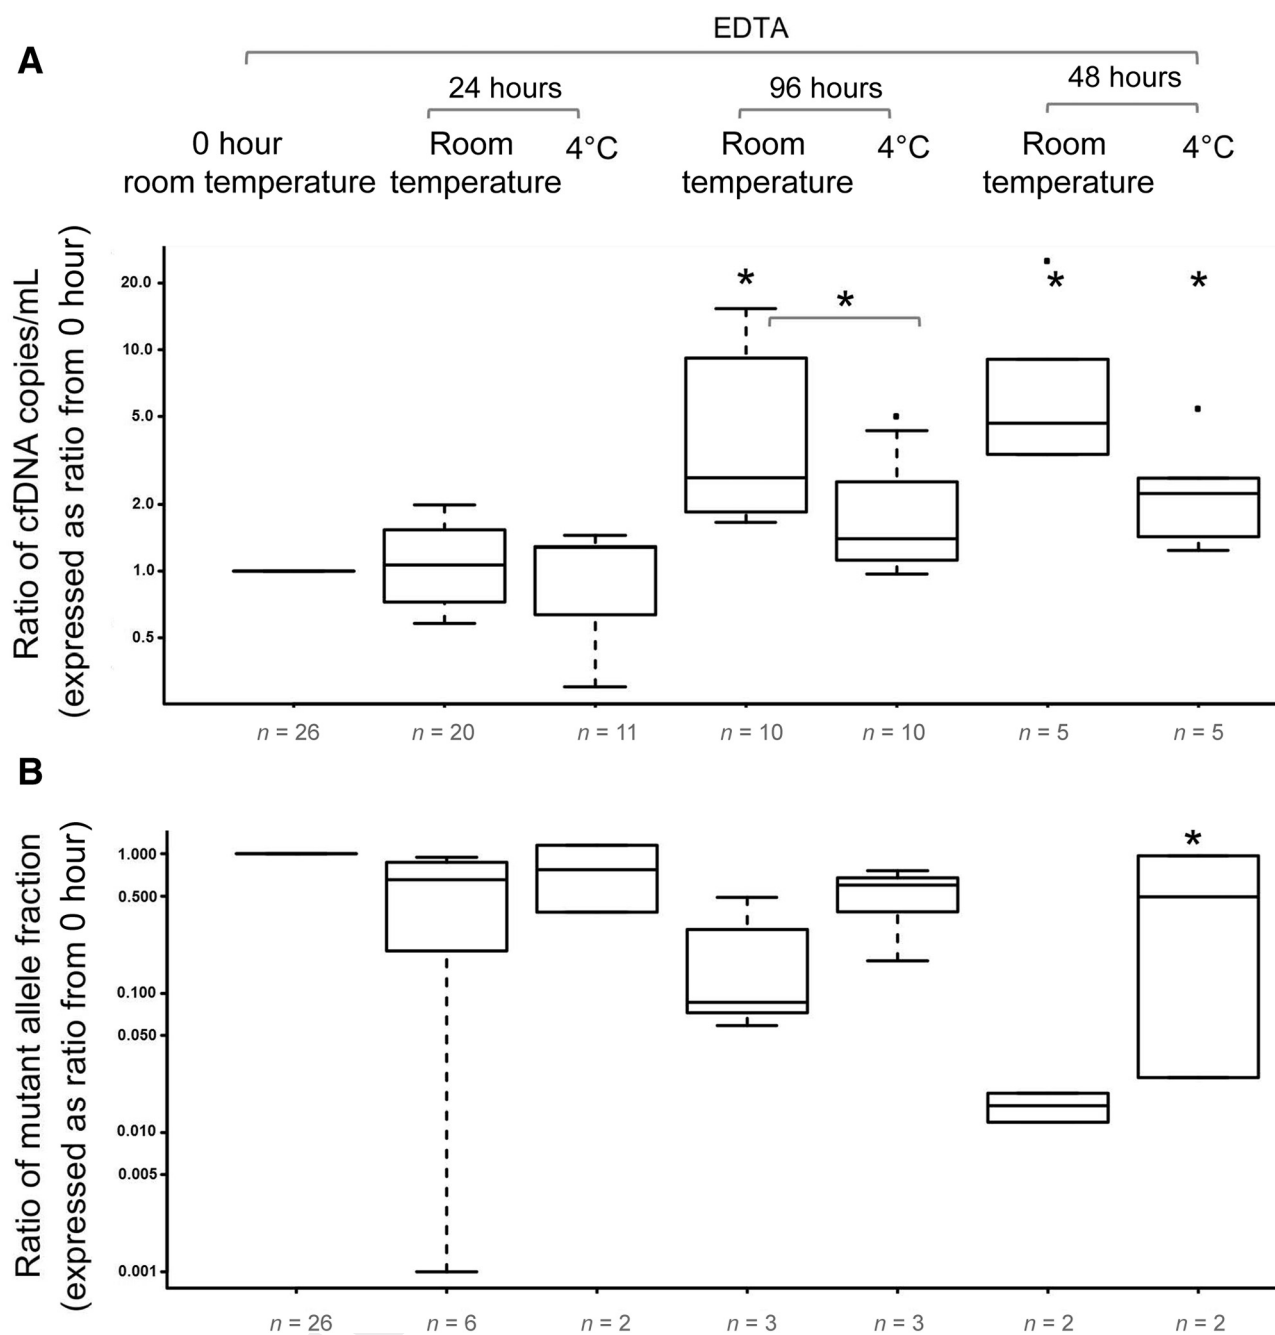 EDTA
A
24 hours
96 hours
48 hours
0 hour
room temperature
Room
temperature
4°C
Room
temperature
4°C
Room
temperature
4°C
Ratio of cfDNA copies/mL
(expressed as ratio from 0 hour)
20.0
10.0
5.0
2.0
1.0
0.5
*
*
*
*
n = 26
n = 20
n = 11
n = 10
n = 10
n = 5
n = 5
B
Ratio of mutant allele fraction
(expressed as ratio from 0 hour)
1.000
0.500
0.100
0.050
0.010
0.005
0.001
*
n = 26
n = 6
n = 2
n = 3
n = 3
n = 2
n = 2